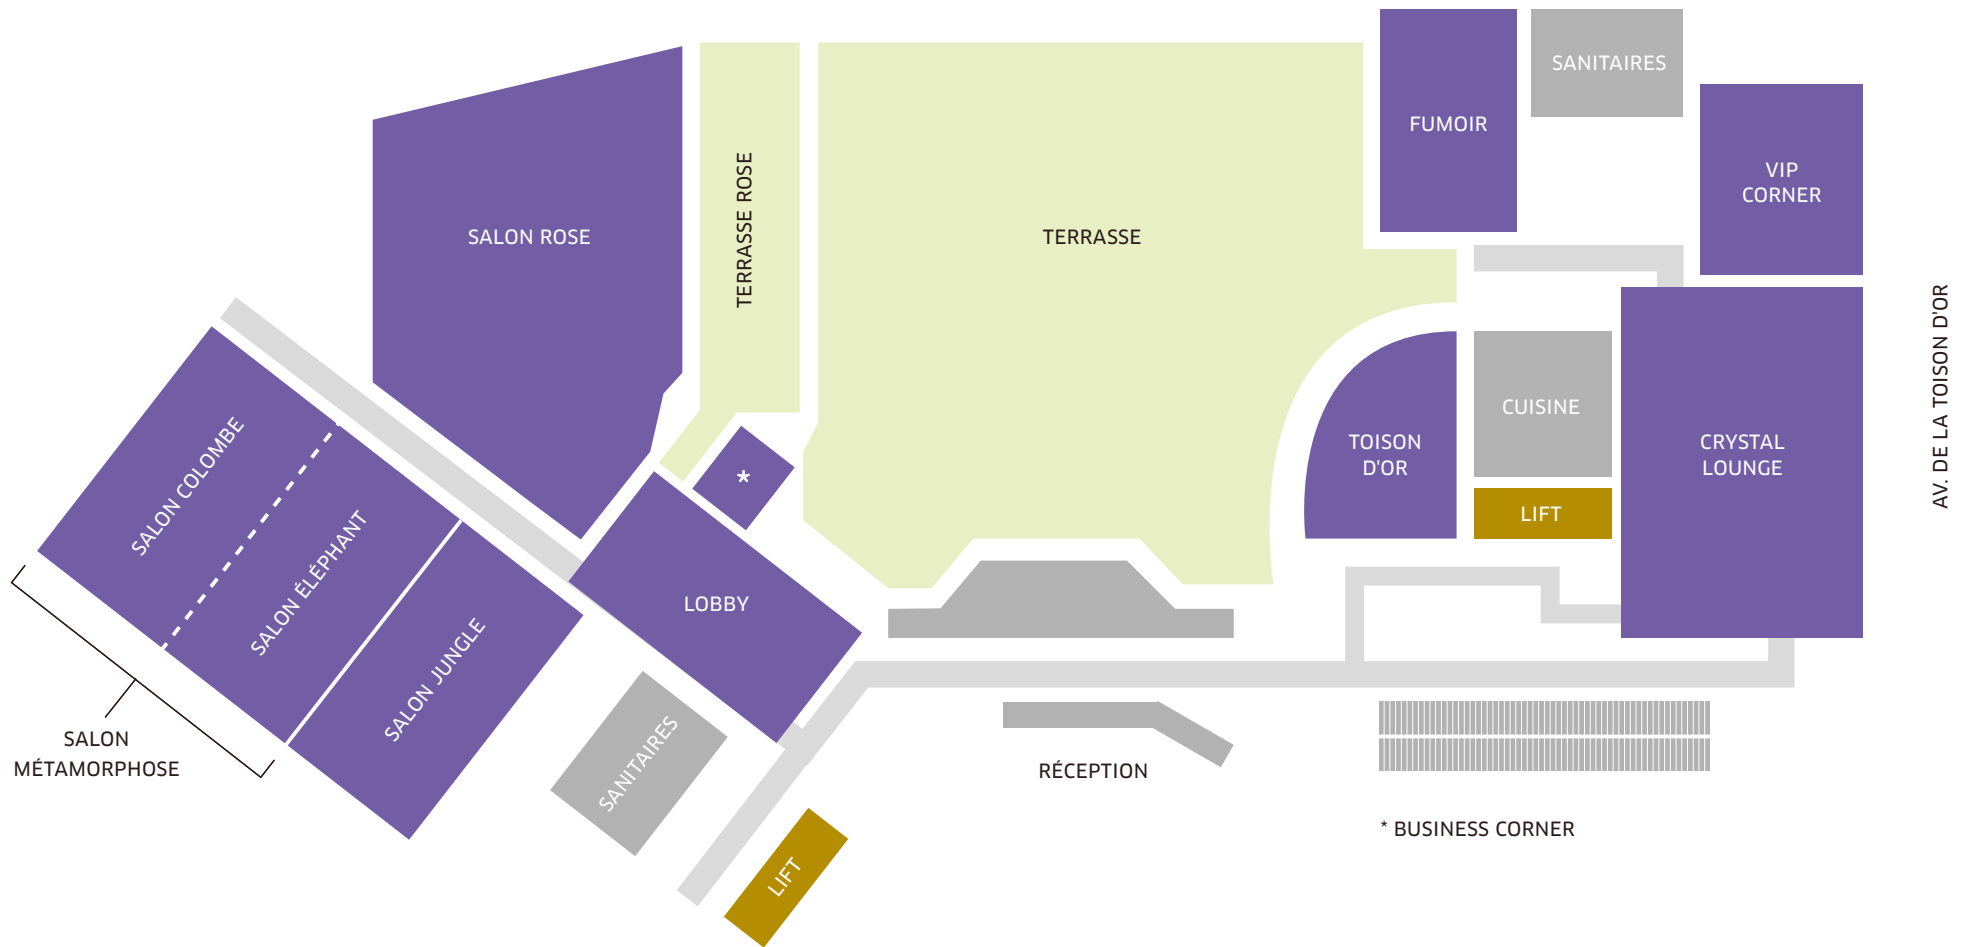 SANITAIRES
FUMOIR
VIP
CORNER
SALON ROSE
TERRASSE ROSE
TERRASSE
AV. DE LA TOISON D'OR
CUISINE
TOISON
D'OR
CRYSTAL
LOUNGE
SALON COLOMBE
*
LIFT
SALON ÉLÉPHANT
LOBBY
SALON JUNGLE
SALON
MÉTAMORPHOSE
SANITAIRES
RÉCEPTION
* BUSINESS CORNER
LIFT